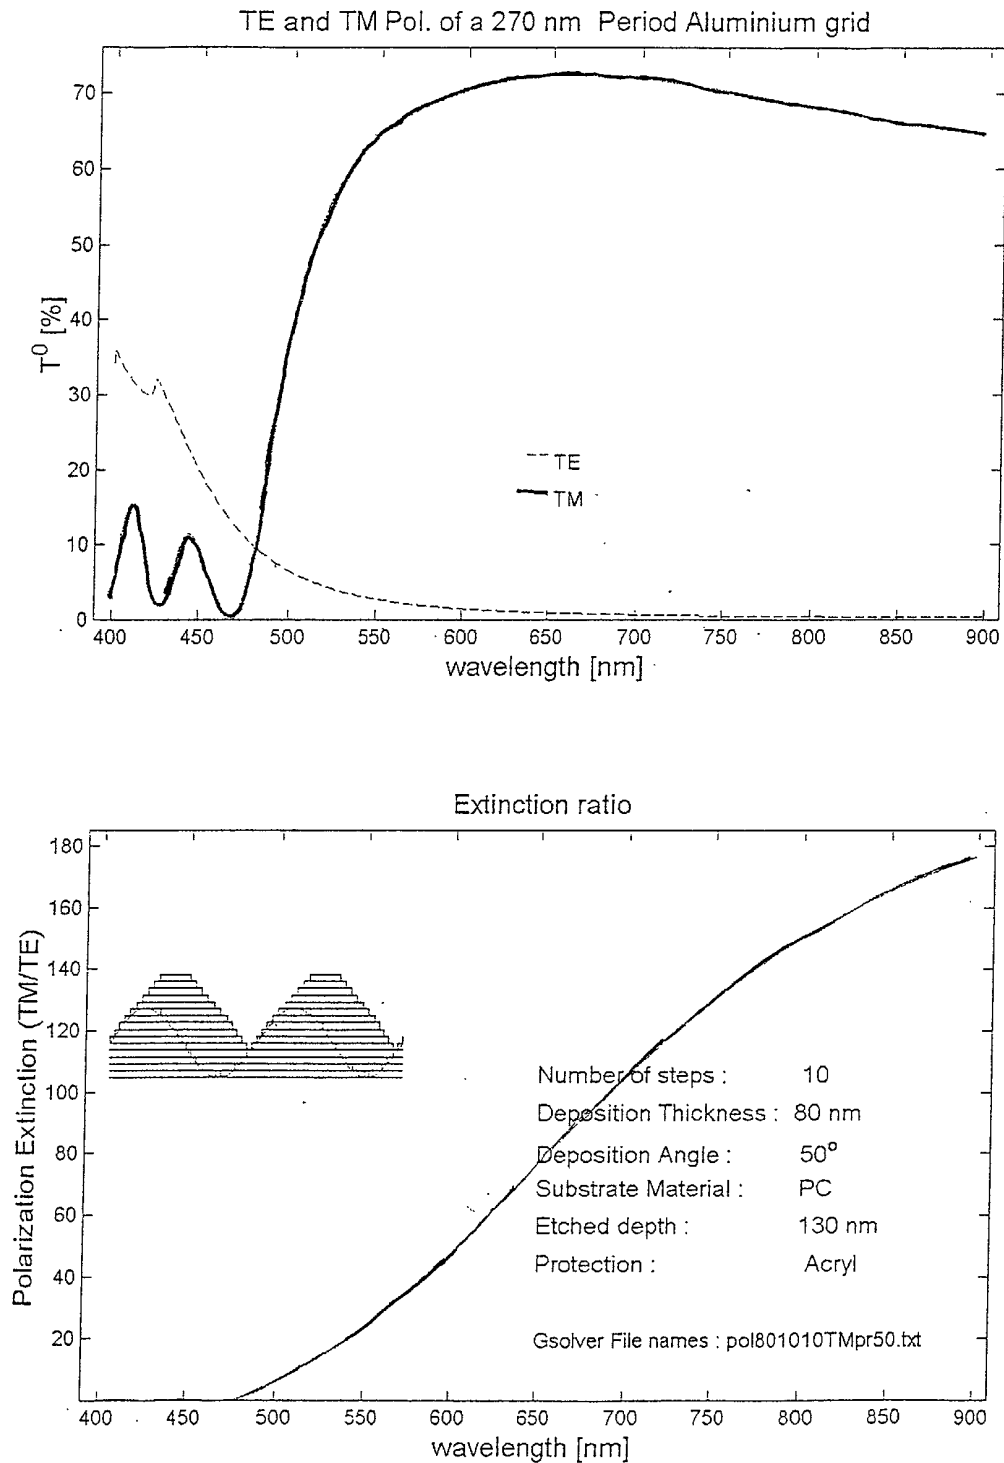 TE and TM Pol. of a 270 nm Period Aluminium grid
70
60
50
40
30
20
10
0
T⁰ [%]
TE
TM
400 450 500 550 600 650 700 750 800 850 900
wavelength [nm]
Extinction ratio
180
160
140
120
100
80
60
40
20
Polarization Extinction (TM/TE)
Number of steps : 10
Deposition Thickness : 80 nm
Deposition Angle : 50°
Substrate Material : PC
Etched depth : 130 nm
Protection : Acryl
Gsolver File names : pol801010TMpr50.txt
400 450 500 550 600 650 700 750 800 850 900
wavelength [nm]